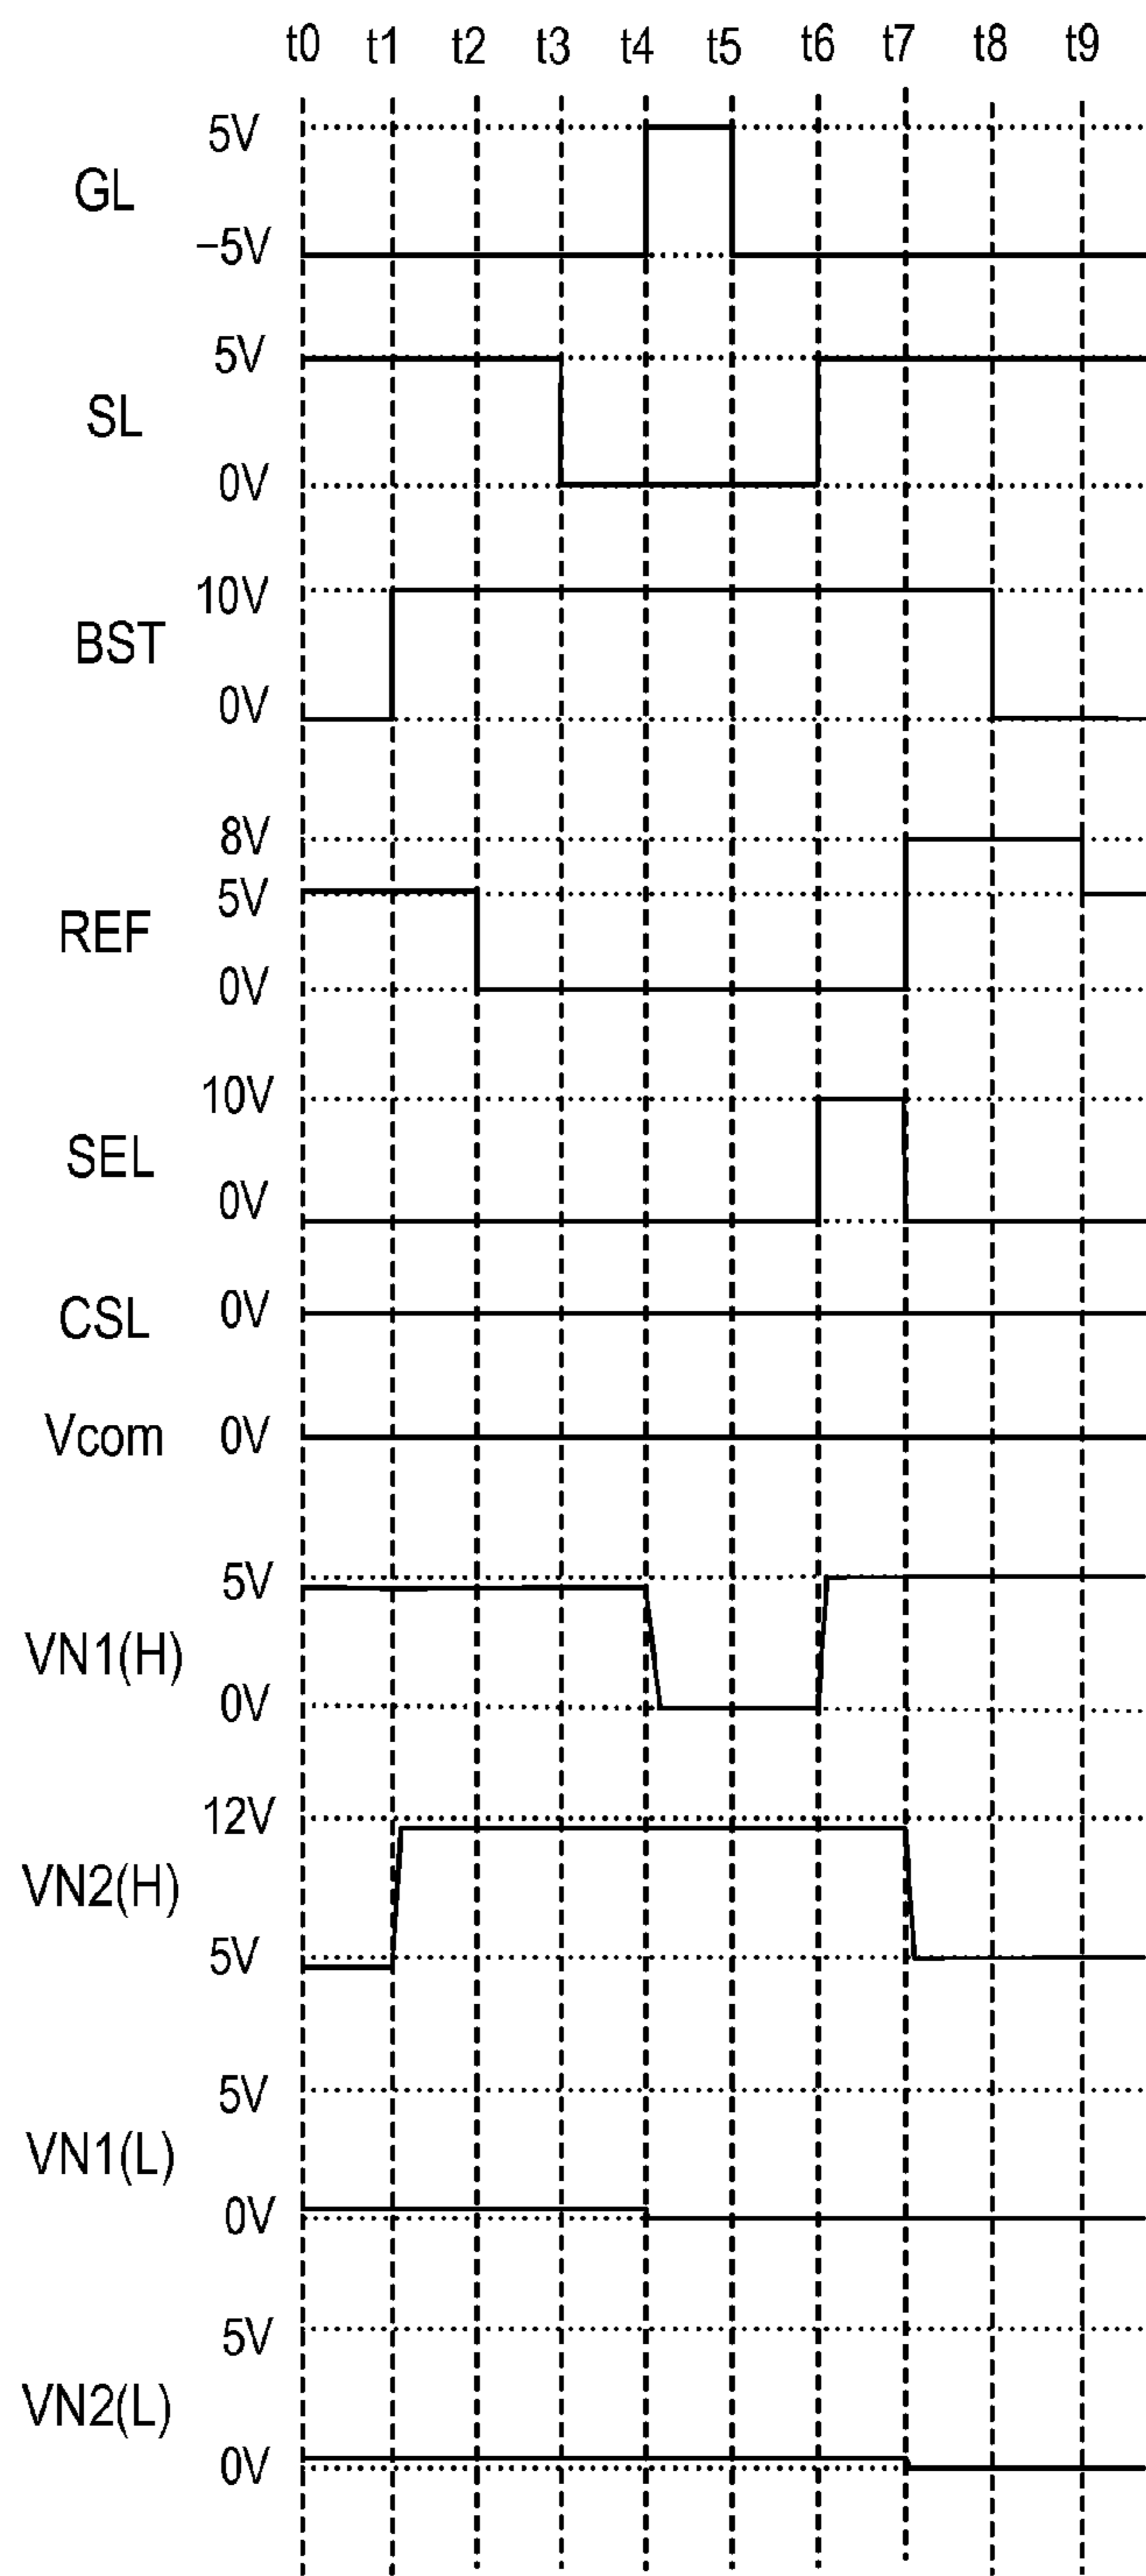 t0 t1 t2 t3 t4 t5 t6 t7 t8 t9
5V
GL
−5V
5V
SL
0V
10V
BST
0V
8V
5V
REF
0V
10V
SEL
0V
CSL 0V
Vcom 0V
5V
VN1(H)
0V
12V
VN2(H)
5V
5V
VN1(L)
0V
5V
VN2(L)
0V